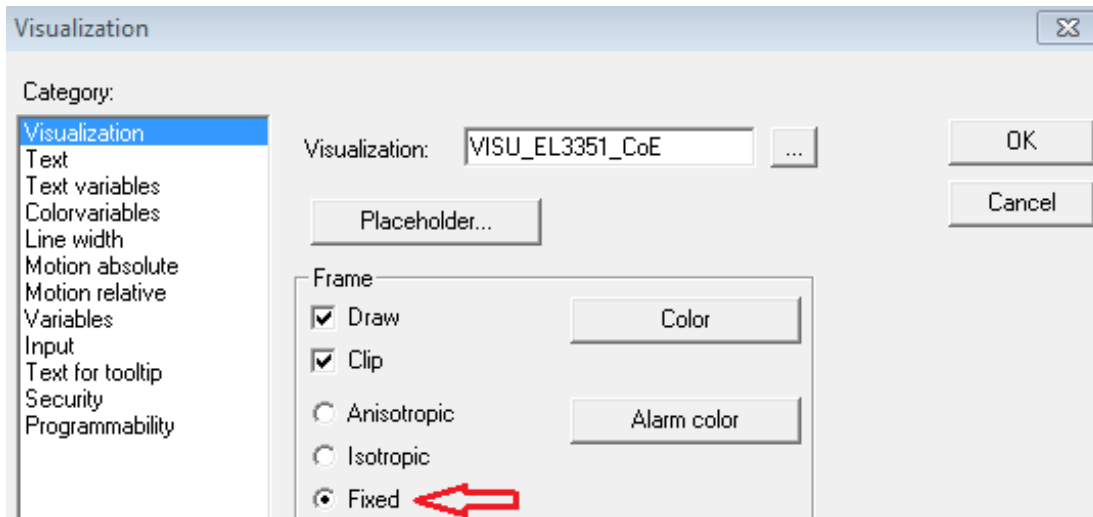 Visualization
Category:
Visualization
Text
Text variables
Colorvariables
Line width
Motion absolute
Motion relative
Variables
Input
Text for tooltip
Security
Programmability
Visualization:
VISU_EL3351_CoE
...
Placeholder...
Frame
Draw
Color
Clip
Anisotropic
Alarm color
Isotropic
Fixed
OK
Cancel